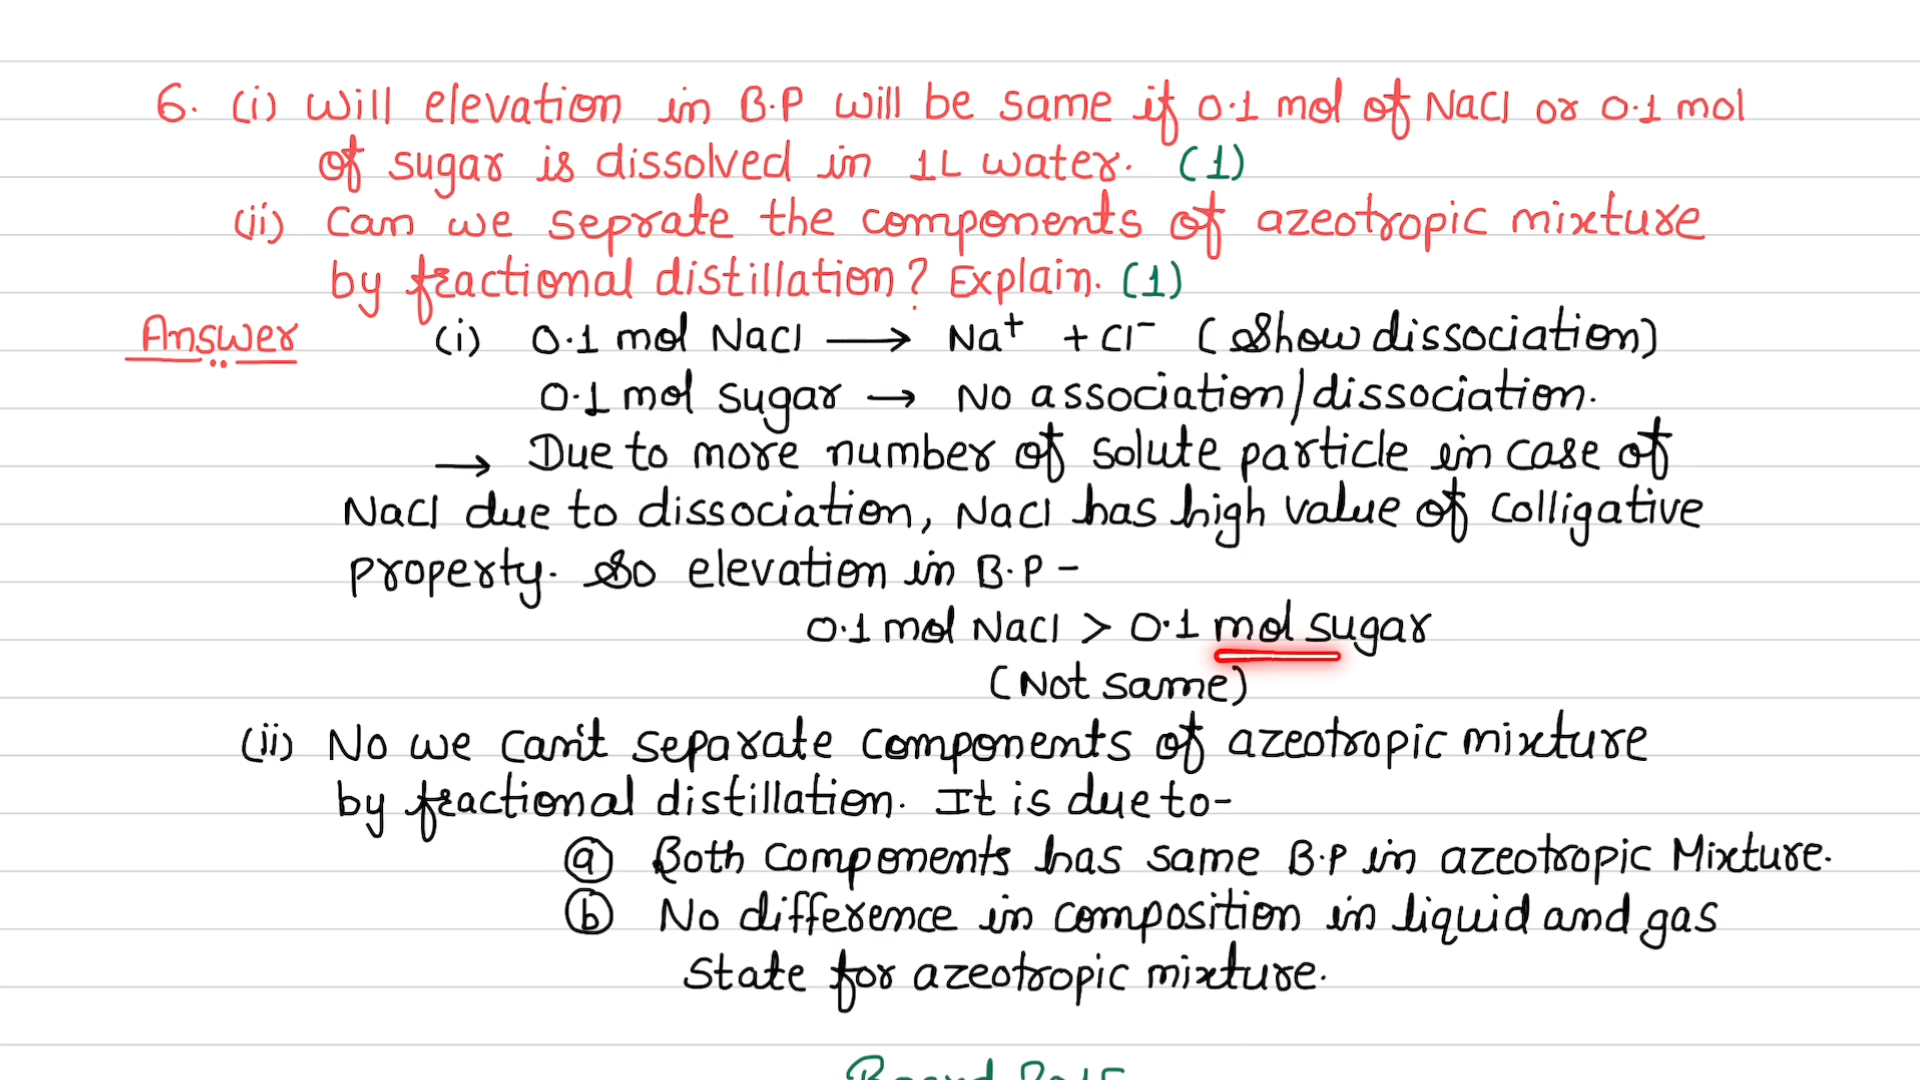 6. (i) Will elevation in B.P will be same if 0.1 mol of NaCl or 0.1 mol
of sugar is dissolved in 1L water. (1)
(ii) Can we seprate the components of azeotropic mixture
by fractional distillation? Explain. (1)
Answer (i) 0.1 mol NaCl → Na⁺ + Cl⁻ (Show dissociation)
0.1 mol sugar → No association/dissociation.
→ Due to more number of solute particle in case of
NaCl due to dissociation, NaCl has high value of Colligative
property. So elevation in B.P –
0.1 mol NaCl > 0.1 mol sugar
(Not same)
(ii) No we can't separate components of azeotropic mixture
by fractional distillation. It is due to-
ⓐ Both components has same B.P in azeotropic Mixture.
ⓑ No difference in composition in liquid and gas
State for azeotropic mixture.
Board 2015